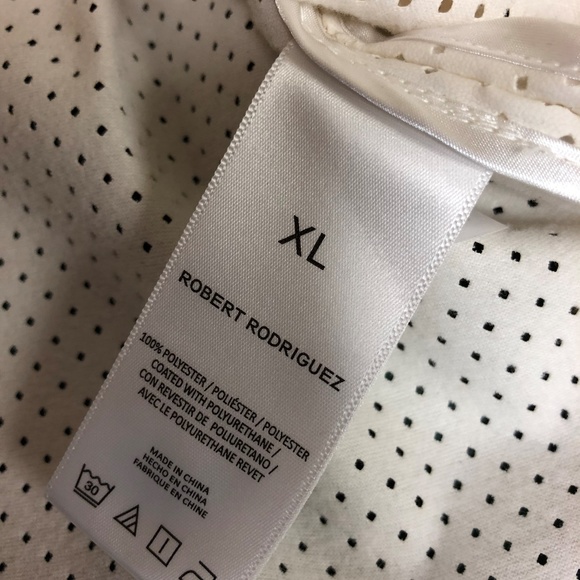 XL
ROBERT RODRIGUEZ
100% POLYESTER / POLIÉSTER / POLYESTER
COATED WITH POLYURETHANE /
CON REVESTIR DE POLIURETANO /
AVEC LE POLYURETHANE REVET
MADE IN CHINA
HECHO EN CHINA
FABRIQUE EN CHINE
30